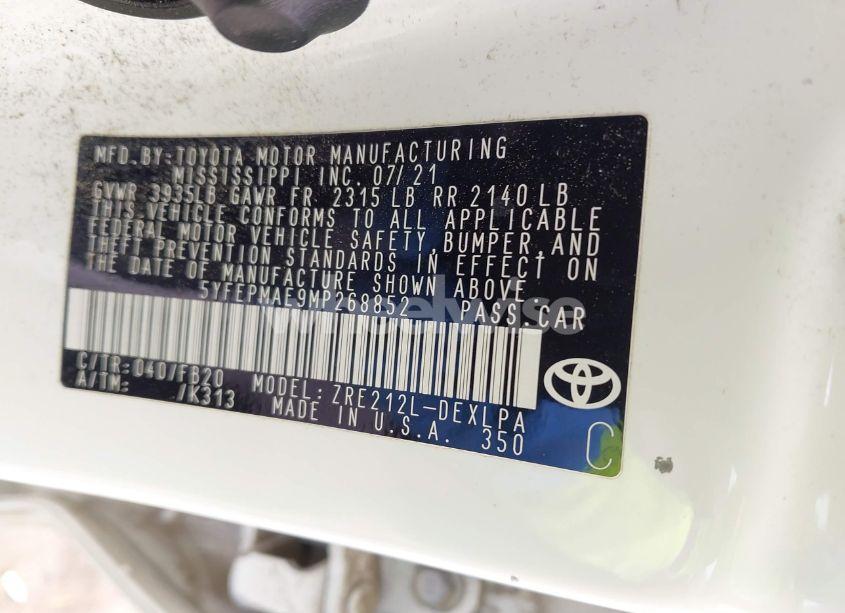 MFD. BY: TOYOTA MOTOR MANUFACTURING
MISSISSIPPI INC. 07/21
GVWR 3935LB GAWR FR 2315 LB RR 2140 LB
THIS VEHICLE CONFORMS TO ALL APPLICABLE
FEDERAL MOTOR VEHICLE SAFETY, BUMPER, AND
THEFT PREVENTION STANDARDS IN EFFECT ON
THE DATE OF MANUFACTURE SHOWN ABOVE
5YFEPMAE9MP268852 PASS.CAR
C/TR: 040/FB20 MODEL: ZRE212L-DEXLPA
A/TM: /K313 MADE IN U.S.A. 350
C